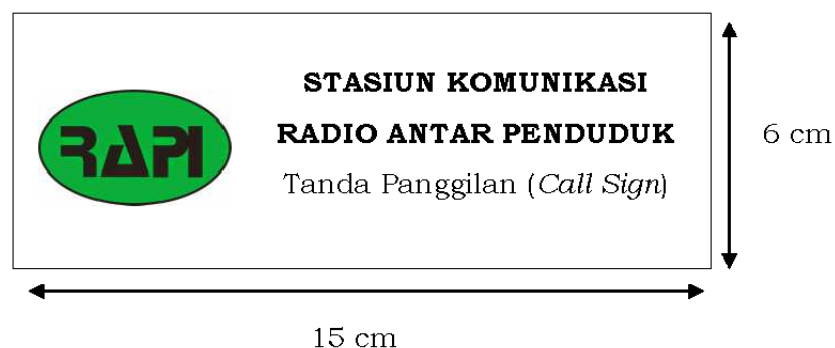 STASIUN KOMUNIKASI
RAPI
RADIO ANTAR PENDUDUK
Tanda Panggilan (Call Sign)
6 cm
15 cm